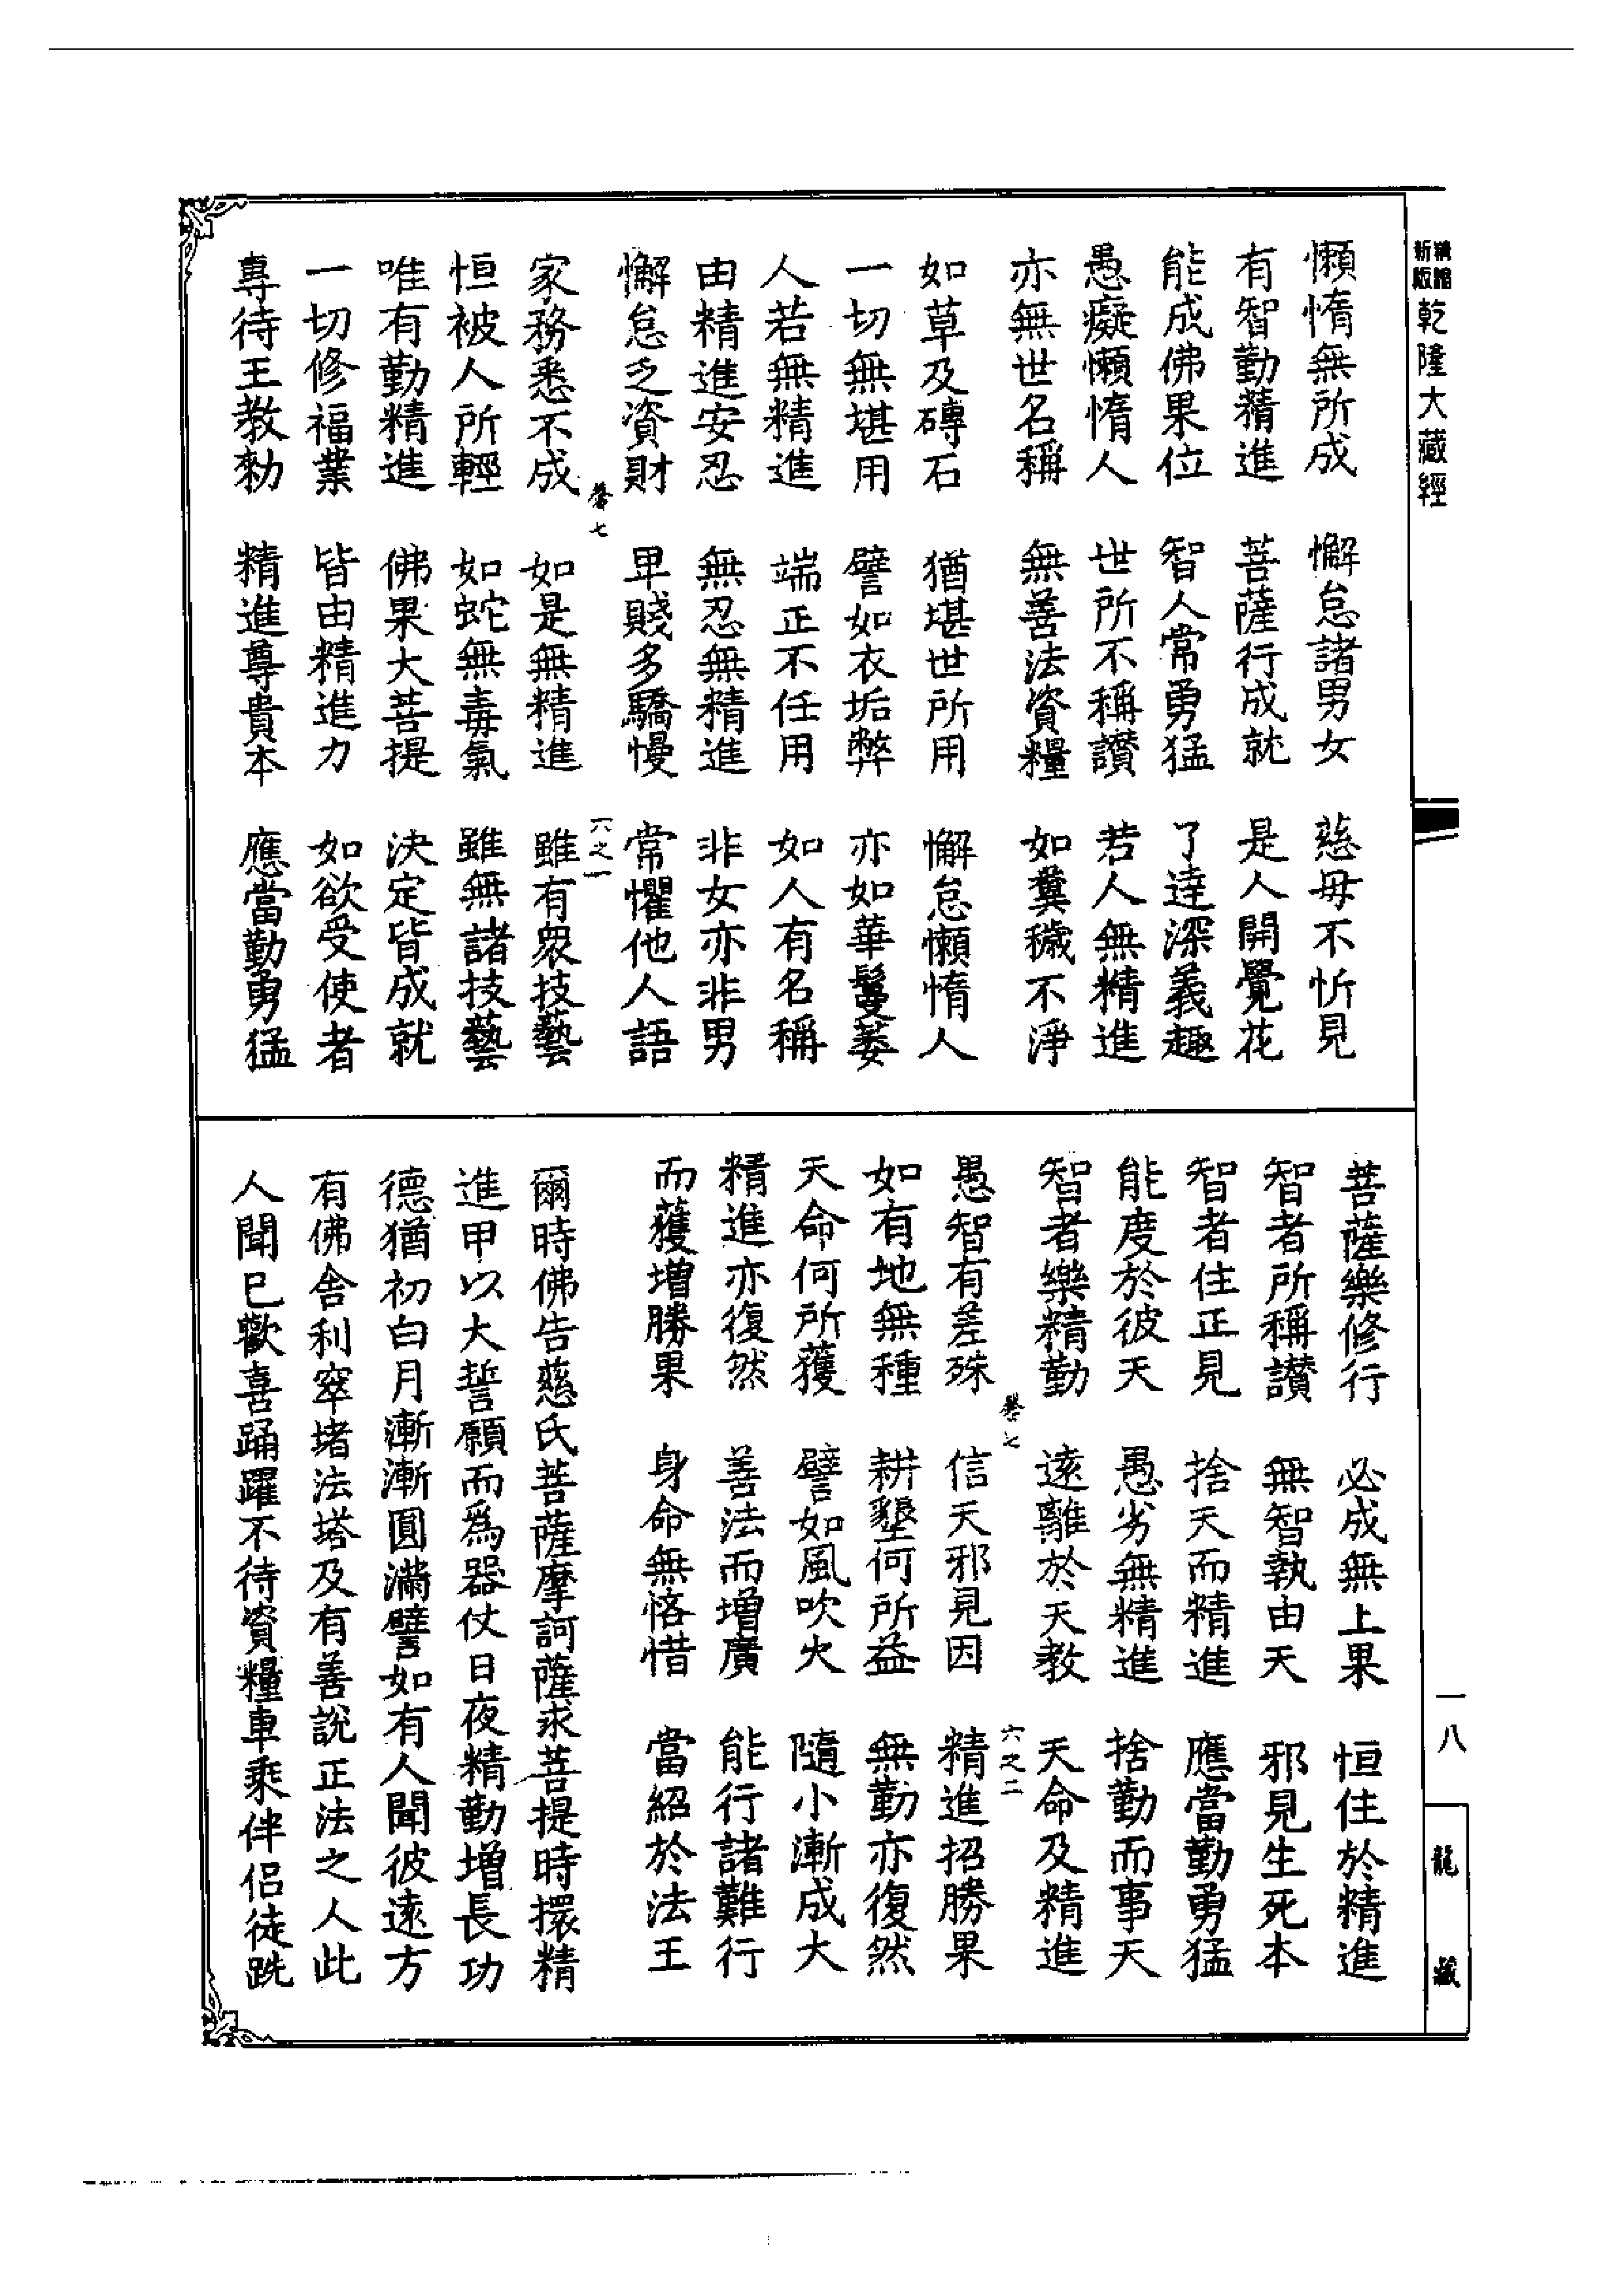 精縮新版乾隆大藏經
懶惰無所成　懈怠諸男女　慈母不忻見
有智勤精進　菩薩行成就　是人開覺花
能成佛果位　智人常勇猛　了達深義趣
愚癡懶惰人　世所不稱讃　若人無精進
亦無世名稱　無善法資糧　如糞穢不淨
如草及磚石　猶堪世所用　懈怠懶惰人
一切無堪用　譬如衣垢弊　亦如華鬘萎
人若無精進　端正不任用　如人有名稱
由精進安忍　無忍無精進　非女亦非男
懈怠乏資財　卑賤多驕慢　常懼他人語
卷七　六之一
家務悉不成　如是無精進　雖有衆技藝
恒被人所輕　如蛇無毒氣　雖無諸技藝
唯有勤精進　佛果大菩提　決定皆成就
一切修福業　皆由精進力　如欲受使者
專待王教勑　精進尊貴本　應當勤勇猛
菩薩樂修行　必成無上果　恒住於精進
智者所稱讃　無智執由天　邪見生死本
智者住正見　捨天而精進　應當勤勇猛
能度於彼天　愚劣無精進　捨勤而事天
智者樂精勤　遠離於天教　天命及精進
卷七　六之二
愚智有差殊　信天邪見因　精進招勝果
如有地無種　耕墾何所益　無勤亦復然
天命何所獲　譬如風吹火　隨小漸成大
精進亦復然　善法而增廣　能行諸難行
而獲增勝果　身命無悋惜　當紹於法王
爾時佛告慈氏菩薩摩訶薩求菩提時擐精
進甲以大誓願而爲器仗日夜精勤增長功
德猶初白月漸漸圓滿譬如有人聞彼遠方
有佛舍利窣堵法塔及有善說正法之人此
人聞已歡喜踊躍不待資糧車乘伴侶徒跣
一八
龍藏